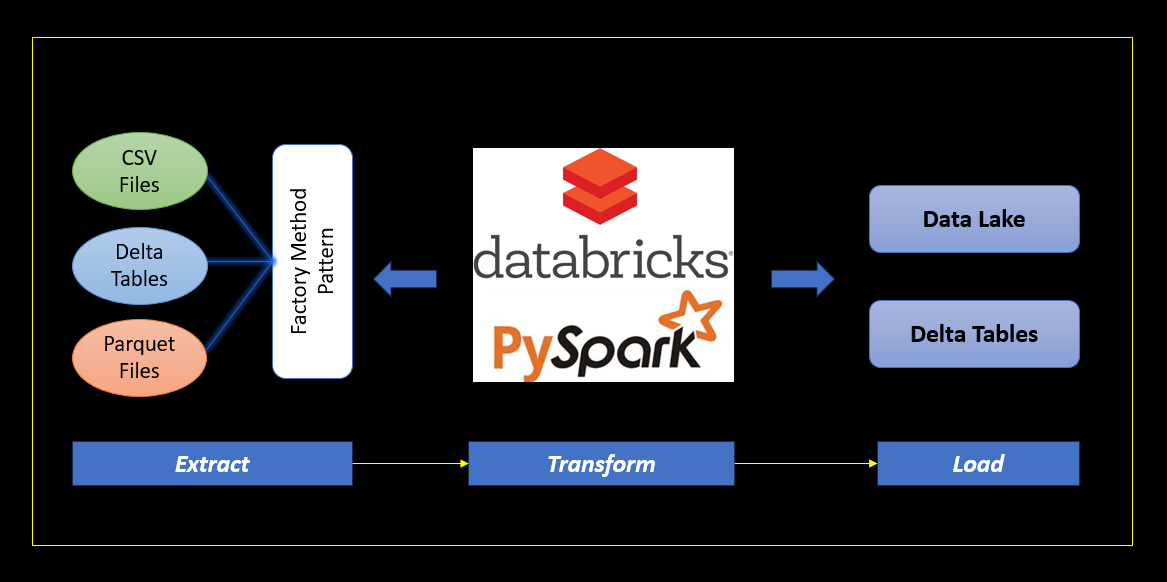 CSV
Files
Delta
Tables
Parquet
Files
Factory Method
Pattern
databricks®
PySpark
Data Lake
Delta Tables
Extract
Transform
Load